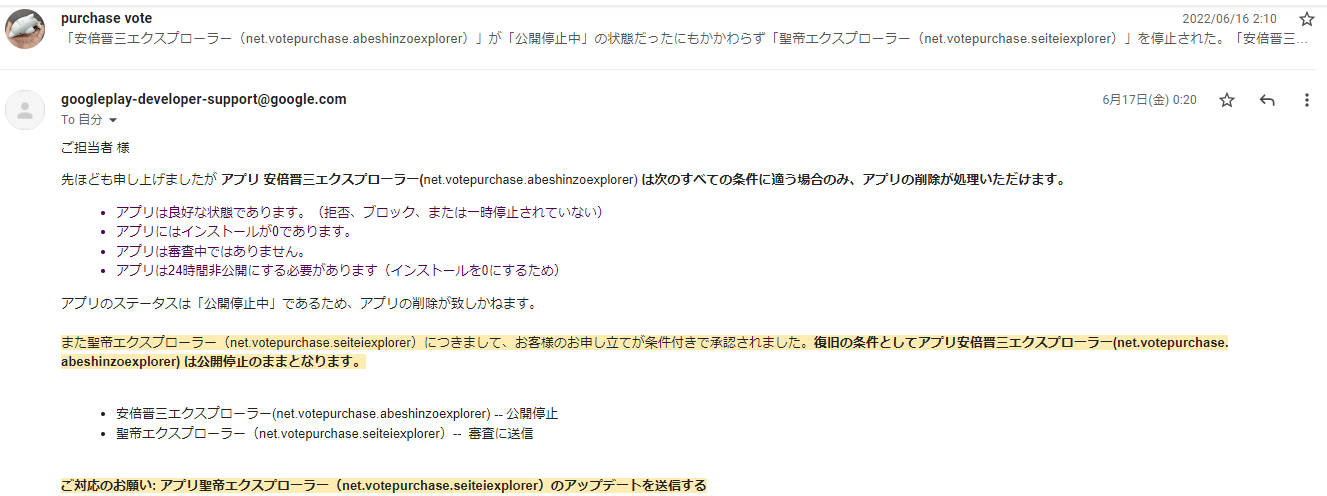 purchase vote
2022/06/16 2:10
「安倍晋三エクスプローラー（net.votepurchase.abeshinzoexplorer）」が「公開停止中」の状態だったにもかかわらず「聖帝エクスプローラー（net.votepurchase.seiteiexplorer）」を停止された。「安倍晋三…
googleplay-developer-support@google.com
6月17日(金) 0:20
To 自分
ご担当者 様
先ほども申し上げましたが アプリ 安倍晋三エクスプローラー(net.votepurchase.abeshinzoexplorer) は次のすべての条件に適う場合のみ、アプリの削除が処理いただけます。
• アプリは良好な状態であります。（拒否、ブロック、または一時停止されていない）
• アプリにはインストールが0であります。
• アプリは審査中ではありません。
• アプリは24時間非公開にする必要があります（インストールを0にするため）
アプリのステータスは「公開停止中」であるため、アプリの削除が致しかねます。
また聖帝エクスプローラー（net.votepurchase.seiteiexplorer）につきまして、お客様のお申し立てが条件付きで承認されました。復旧の条件としてアプリ安倍晋三エクスプローラー(net.votepurchase.
abeshinzoexplorer) は公開停止のままとなります。
• 安倍晋三エクスプローラー(net.votepurchase.abeshinzoexplorer) -- 公開停止
• 聖帝エクスプローラー（net.votepurchase.seiteiexplorer）-- 審査に送信
ご対応のお願い: アプリ聖帝エクスプローラー（net.votepurchase.seiteiexplorer）のアップデートを送信する